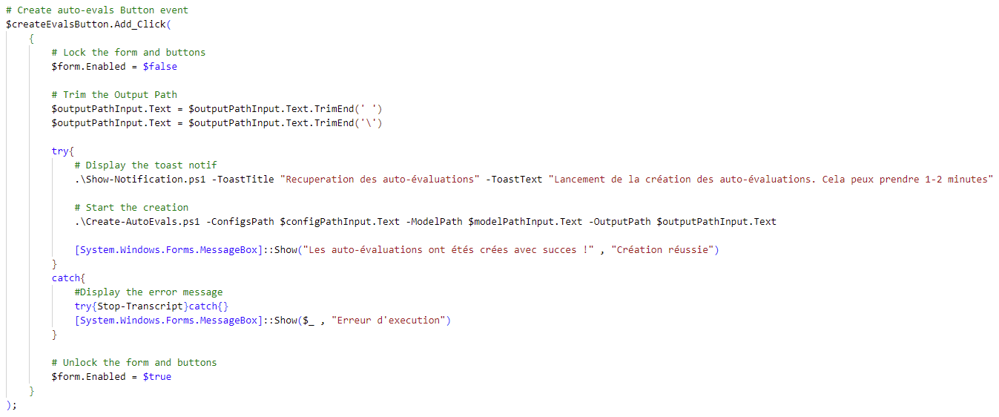 # Create auto-evals Button event
$createEvalsButton.Add_Click(
{
# Lock the form and buttons
$form.Enabled = $false
# Trim the Output Path
$outputPathInput.Text = $outputPathInput.Text.TrimEnd(' ')
$outputPathInput.Text = $outputPathInput.Text.TrimEnd('\')
try{
# Display the toast notif
.\Show-Notification.ps1 -ToastTitle "Recuperation des auto-évaluations" -ToastText "Lancement de la création des auto-évaluations. Cela peux prendre 1-2 minutes"
# Start the creation
.\Create-AutoEvals.ps1 -ConfigsPath $configPathInput.Text -ModelPath $modelPathInput.Text -OutputPath $outputPathInput.Text
[System.Windows.Forms.MessageBox]::Show("Les auto-évaluations ont étés crées avec succes !" , "Création réussie")
}
catch{
#Display the error message
try{Stop-Transcript}catch{}
[System.Windows.Forms.MessageBox]::Show($_ , "Erreur d'execution")
}
# Unlock the form and buttons
$form.Enabled = $true
}
);